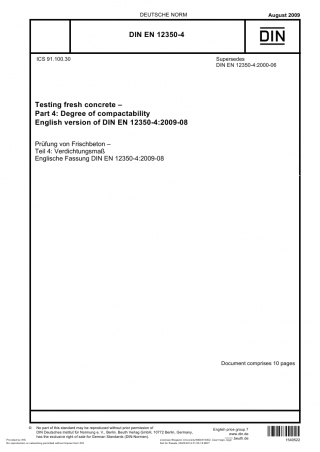 DEUTSCHE NORM
August 2009
DIN EN 12350-4
DIN
ICS 91.100.30
Supersedes
DIN EN 12350-4:2000-06
Testing fresh concrete –
Part 4: Degree of compactability
English version of DIN EN 12350-4:2009-08
Prüfung von Frischbeton –
Teil 4: Verdichtungsmaß
Englische Fassung DIN EN 12350-4:2009-08
Document comprises 10 pages
© No part of this standard may be reproduced without prior permission of
DIN Deutsches Institut für Normung e. V., Berlin. Beuth Verlag GmbH, 10772 Berlin, Germany,
has the exclusive right of sale for German Standards (DIN-Normen).
English price group 7
www.din.de
www.beuth.de